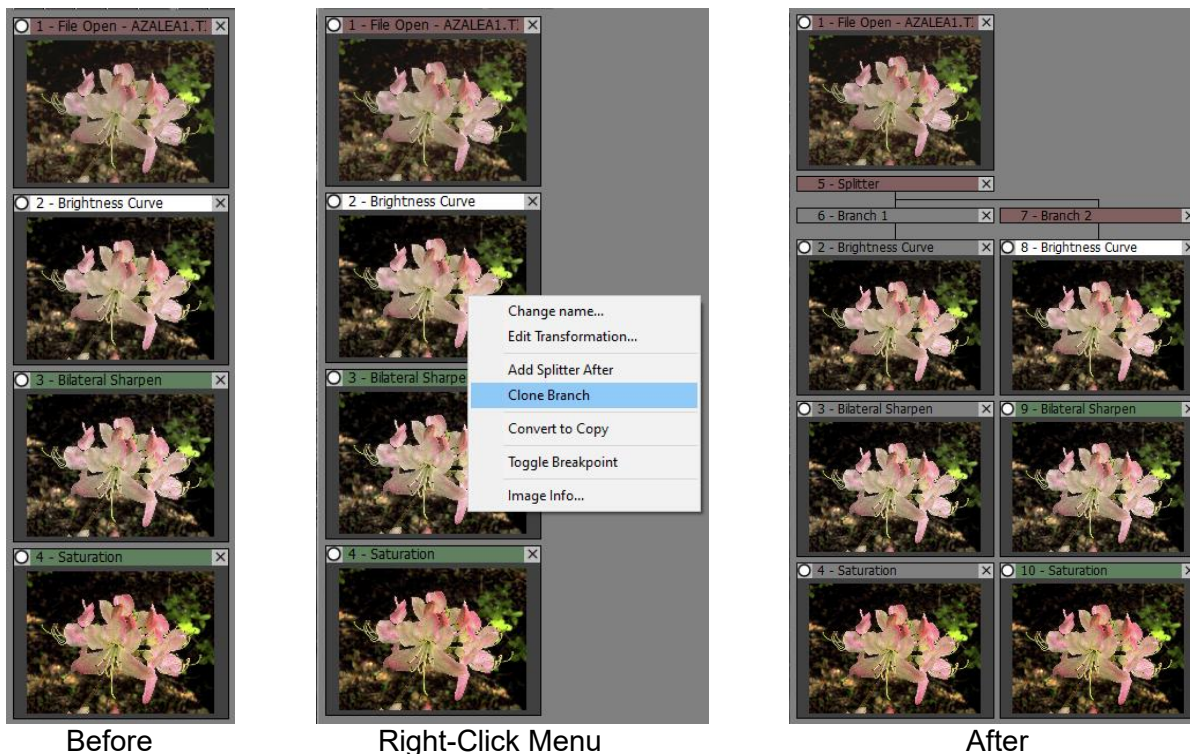 1 - File Open - AZALEA1.T
2 - Brightness Curve
3 - Bilateral Sharpen
4 - Saturation
Before
1 - File Open - AZALEA1.T
2 - Brightness Curve
3 - Bilateral Sharpe
4 - Saturation
Change name...
Edit Transformation...
Add Splitter After
Clone Branch
Convert to Copy
Toggle Breakpoint
Image Info...
Right-Click Menu
1 - File Open - AZALEA1.T
5 - Splitter
6 - Branch 1
7 - Branch 2
2 - Brightness Curve
8 - Brightness Curve
3 - Bilateral Sharpen
9 - Bilateral Sharpen
4 - Saturation
10 - Saturation
After